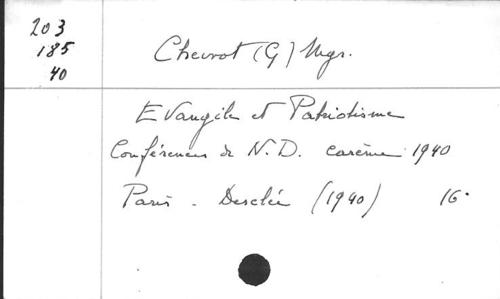 203
185
40
Chevrot (G) Mgr.
Evangile et Patriotisme
Conférences de N.D. carême 1940
Paris - Desclée (1940) 16°